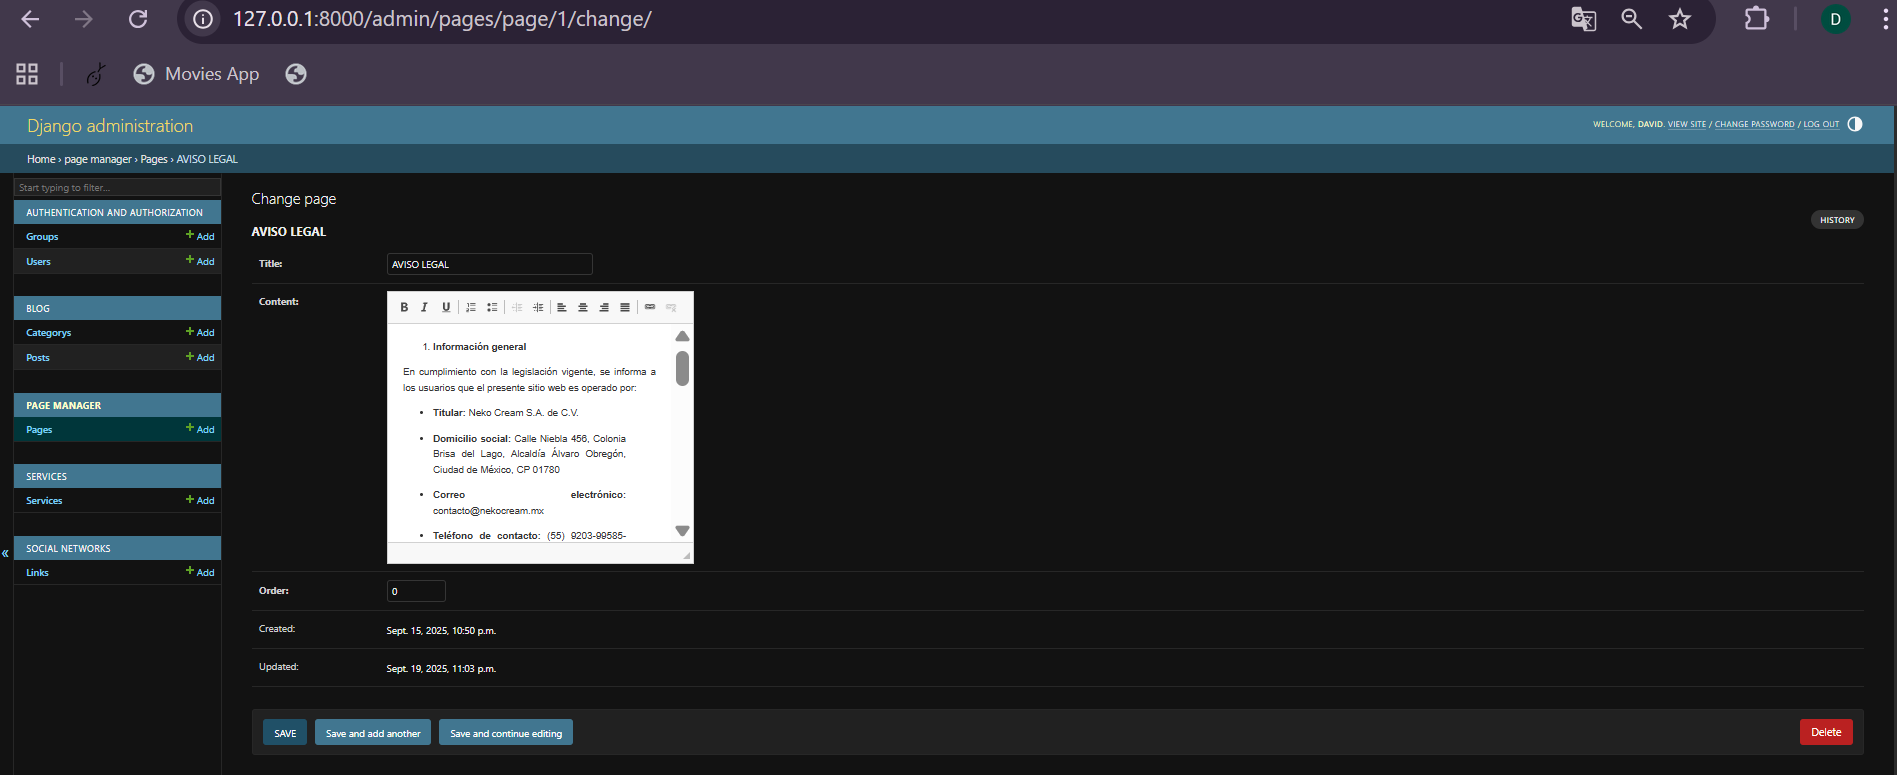 127.0.0.1:8000/admin/pages/page/1/change/
D
Movies App
Django administration
WELCOME, DAVID. VIEW SITE / CHANGE PASSWORD / LOG OUT
Home › page manager › Pages › AVISO LEGAL
Start typing to filter...
AUTHENTICATION AND AUTHORIZATION
Groups + Add
Users + Add
BLOG
Categorys + Add
Posts + Add
PAGE MANAGER
Pages + Add
SERVICES
Services + Add
SOCIAL NETWORKS
Links + Add
«
Change page
HISTORY
AVISO LEGAL
Title: AVISO LEGAL
Content:
B I U
1. Información general
En cumplimiento con la legislación vigente, se informa a
los usuarios que el presente sitio web es operado por:
• Titular: Neko Cream S.A. de C.V.
• Domicilio social: Calle Niebla 456, Colonia
Brisa del Lago, Alcaldía Álvaro Obregón,
Ciudad de México, CP 01780
• Correo electrónico:
contacto@nekocream.mx
• Teléfono de contacto: (55) 9203-99585-
Order: 0
Created: Sept. 15, 2025, 10:50 p.m.
Updated: Sept. 19, 2025, 11:03 p.m.
SAVE
Save and add another
Save and continue editing
Delete